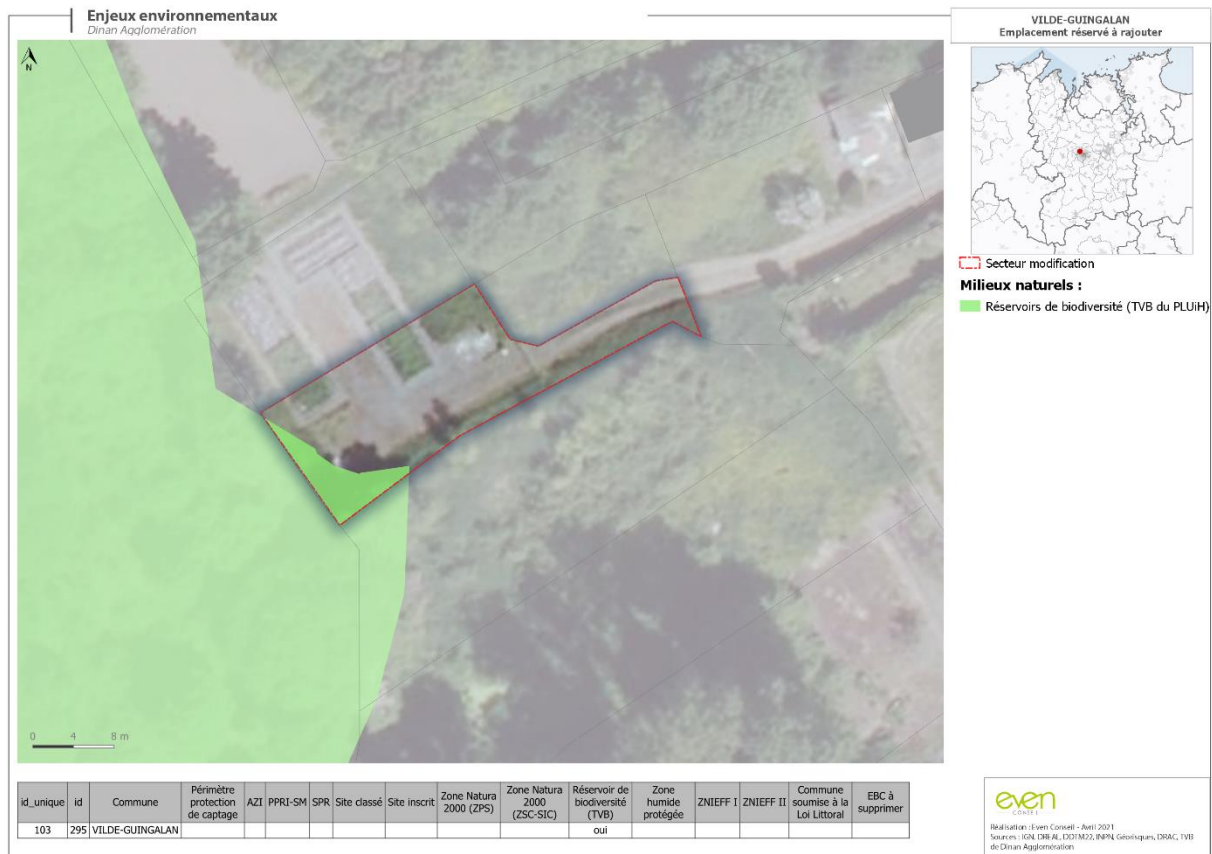 Enjeux environnementaux
Dinan Agglomération
VILDE-GUINGALAN
Emplacement réservé à rajouter
N
Secteur modification
Milieux naturels :
Réservoirs de biodiversité (TVB du PLUiH)
0 4 8 m
id_unique id Commune Périmètre protection de captage AZI PPRI-SM SPR Site classé Site inscrit Zone Natura 2000 (ZPS) Zone Natura 2000 (ZSC-SIC) Réservoir de biodiversité (TVB) Zone humide protégée ZNIEFF I ZNIEFF II Commune soumise à la Loi Littoral EBC à supprimer
103 295 VILDE-GUINGALAN oui
even
CONSEIL
Réalisation : Even Conseil - Avril 2021
Sources : IGN, DREAL, DDTM22, INPN, Géorisques, DRAC, TVB
de Dinan Agglomération